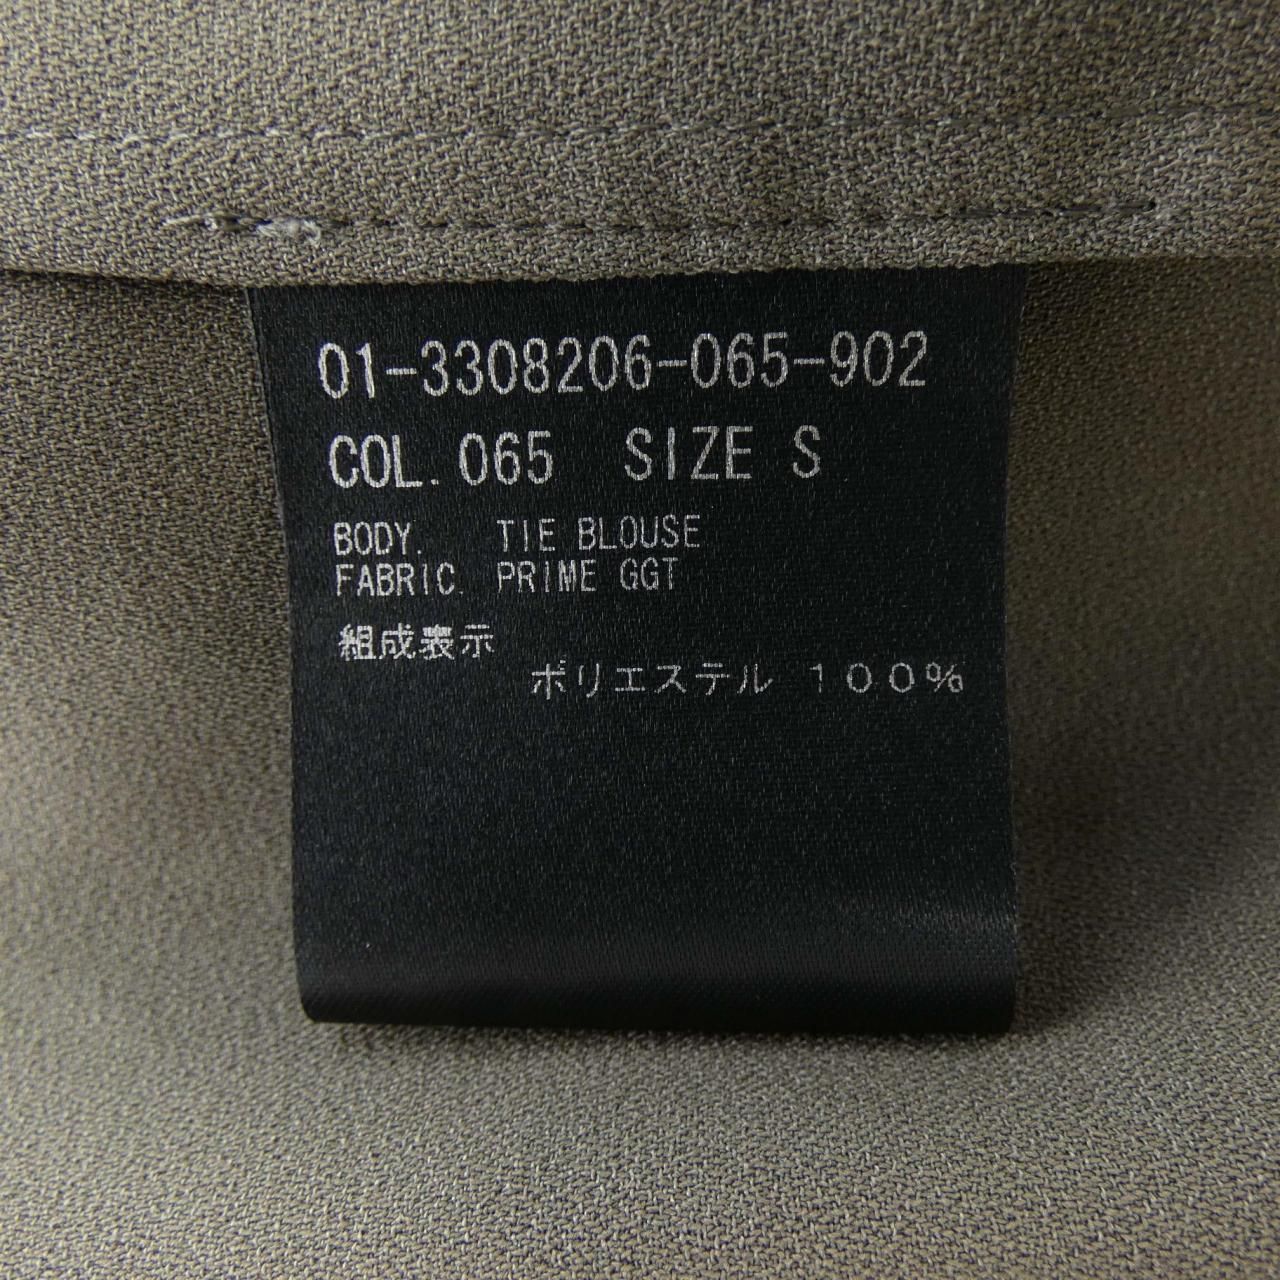 01-3308206-065-902
COL. 065 SIZE S
BODY. TIE BLOUSE
FABRIC. PRIME GGT
組成表示
ポリエステル １００％